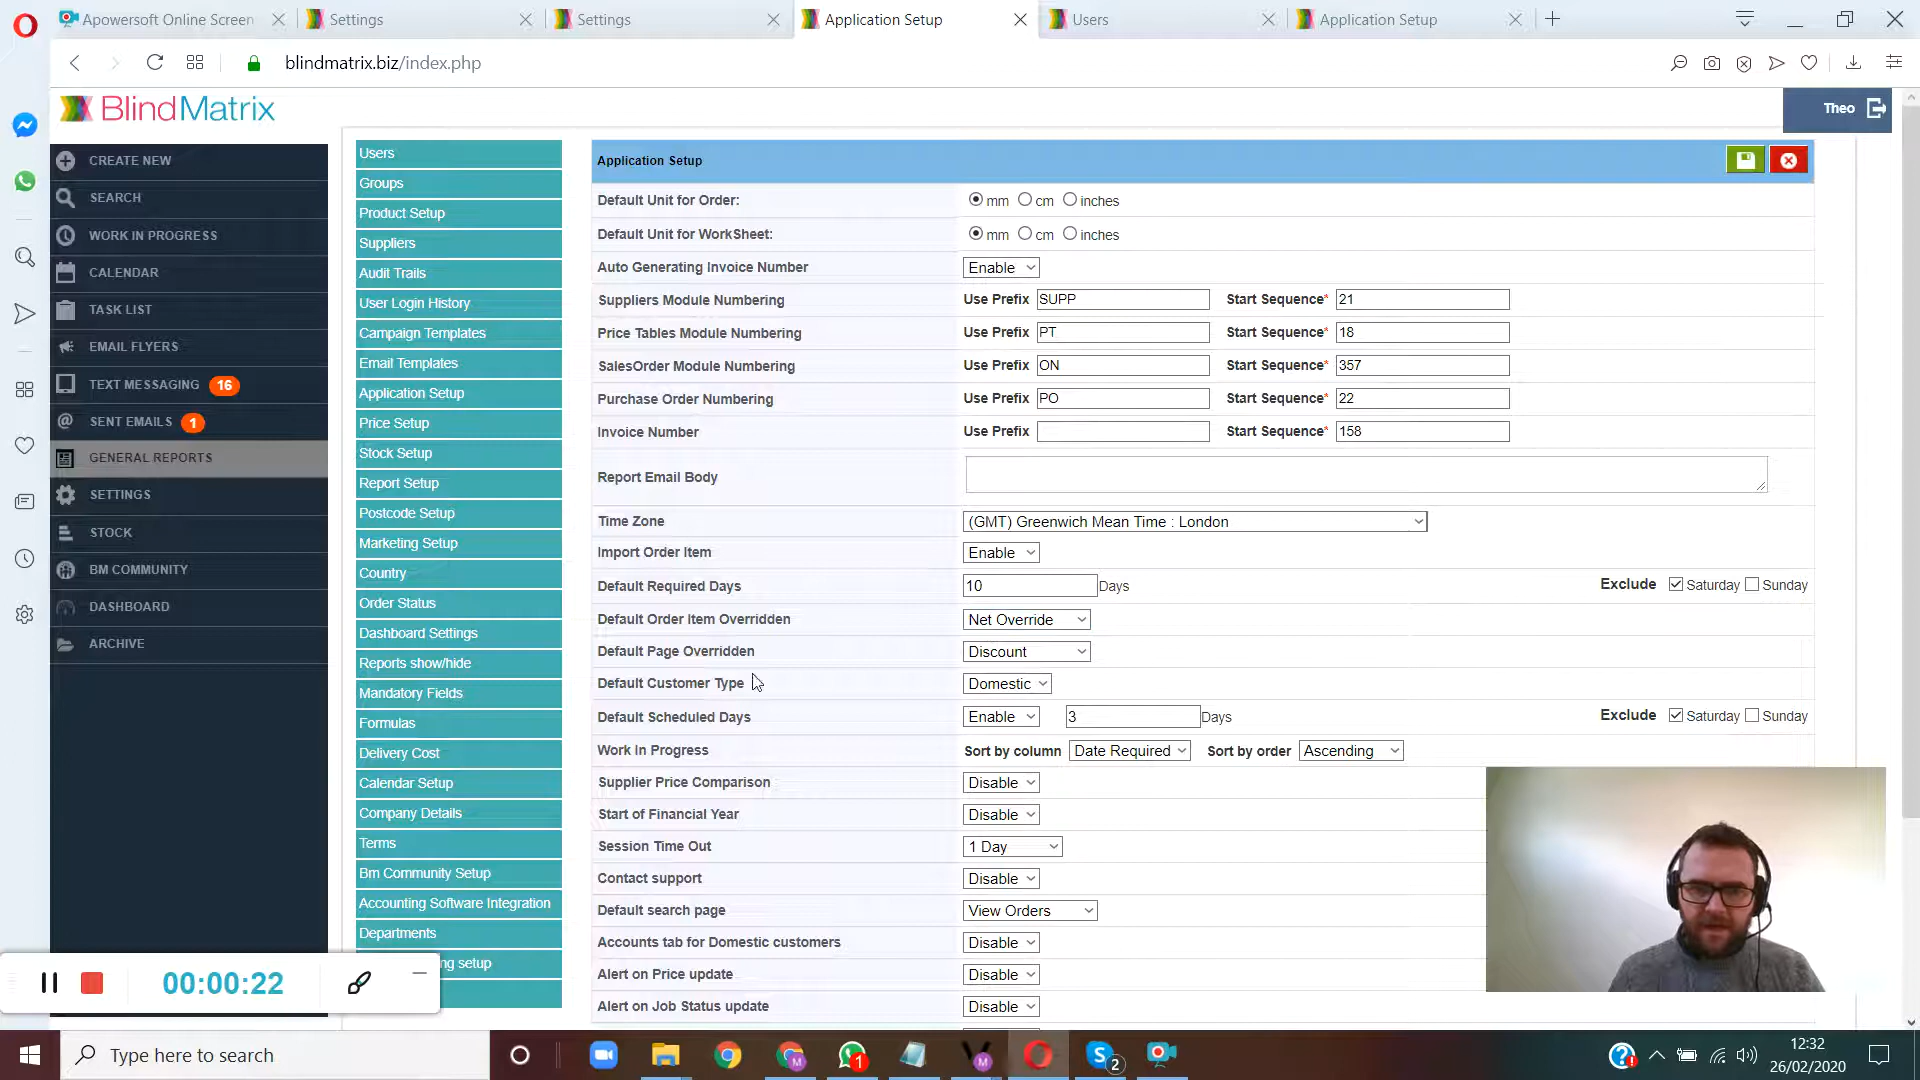 Apowersoft Online Screen
Settings
Settings
Application Setup
Users
Application Setup
blindmatrix.biz/index.php
BlindMatrix
Theo
CREATE NEW
SEARCH
WORK IN PROGRESS
CALENDAR
TASK LIST
EMAIL FLYERS
TEXT MESSAGING 16
SENT EMAILS 1
GENERAL REPORTS
SETTINGS
STOCK
BM COMMUNITY
DASHBOARD
ARCHIVE
Users
Groups
Product Setup
Suppliers
Audit Trails
User Login History
Campaign Templates
Email Templates
Application Setup
Price Setup
Stock Setup
Report Setup
Postcode Setup
Marketing Setup
Country
Order Status
Dashboard Settings
Reports show/hide
Mandatory Fields
Formulas
Delivery Cost
Calendar Setup
Company Details
Terms
Bm Community Setup
Accounting Software Integration
Departments
ng setup
Application Setup
Default Unit for Order: mm cm inches
Default Unit for WorkSheet: mm cm inches
Auto Generating Invoice Number Enable
Suppliers Module Numbering Use Prefix SUPP Start Sequence* 21
Price Tables Module Numbering Use Prefix PT Start Sequence* 18
SalesOrder Module Numbering Use Prefix ON Start Sequence* 357
Purchase Order Numbering Use Prefix PO Start Sequence* 22
Invoice Number Use Prefix Start Sequence* 158
Report Email Body
Time Zone (GMT) Greenwich Mean Time : London
Import Order Item Enable
Default Required Days 10 Days Exclude Saturday Sunday
Default Order Item Overridden Net Override
Default Page Overridden Discount
Default Customer Type Domestic
Default Scheduled Days Enable 3 Days Exclude Saturday Sunday
Work In Progress Sort by column Date Required Sort by order Ascending
Supplier Price Comparison Disable
Start of Financial Year Disable
Session Time Out 1 Day
Contact support Disable
Default search page View Orders
Accounts tab for Domestic customers Disable
Alert on Price update Disable
Alert on Job Status update Disable
00:00:22
Type here to search
1
2
12:32
26/02/2020